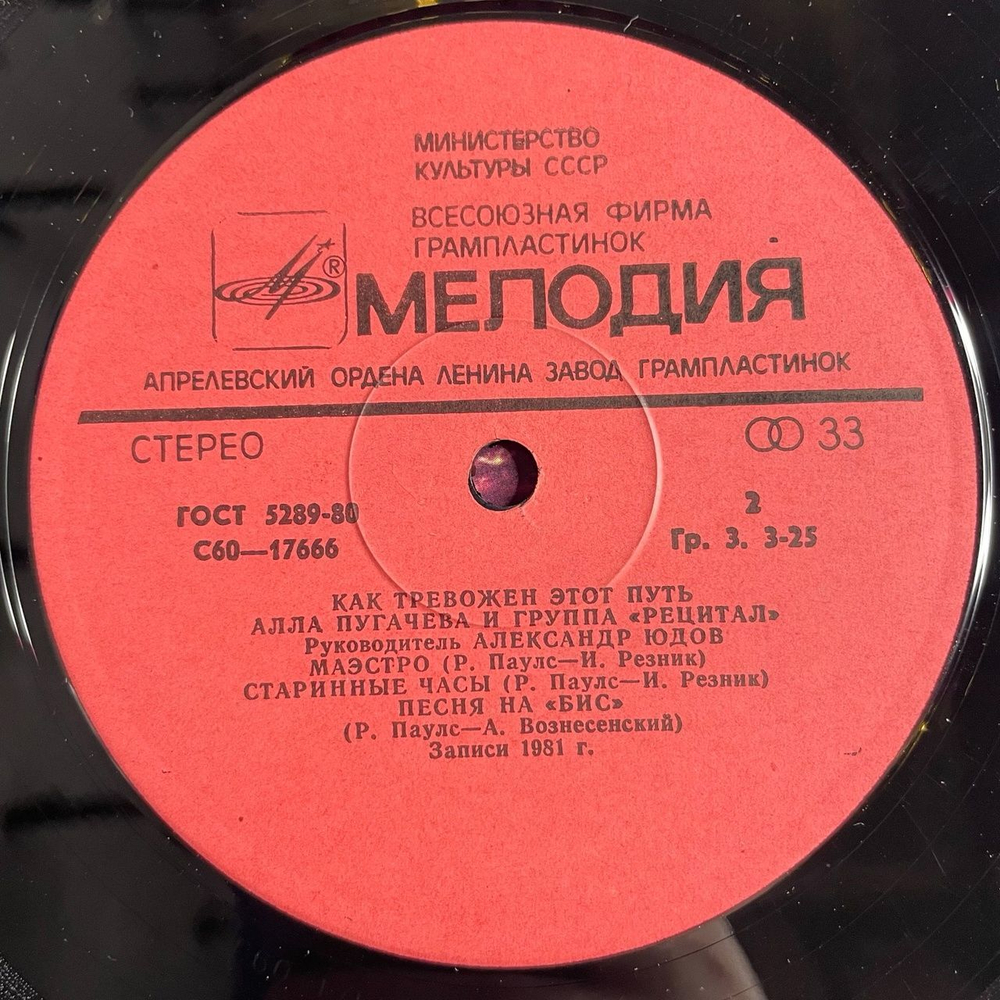 МИНИСТЕРСТВО
КУЛЬТУРЫ СССР
ВСЕСОЮЗНАЯ ФИРМА
ГРАМПЛАСТИНОК
®
МЕЛОДИЯ
АПРЕЛЕВСКИЙ ОРДЕНА ЛЕНИНА ЗАВОД ГРАМПЛАСТИНОК
СТЕРЕО
33
ГОСТ 5289-80
С60—17666
2
Гр. 3. 3-25
КАК ТРЕВОЖЕН ЭТОТ ПУТЬ
АЛЛА ПУГАЧЕВА И ГРУППА «РЕЦИТАЛ»
Руководитель АЛЕКСАНДР ЮДОВ
МАЭСТРО (Р. Паулс—И. Резник)
СТАРИННЫЕ ЧАСЫ (Р. Паулс—И. Резник)
ПЕСНЯ НА «БИС»
(Р. Паулс—А. Вознесенский)
Записи 1981 г.